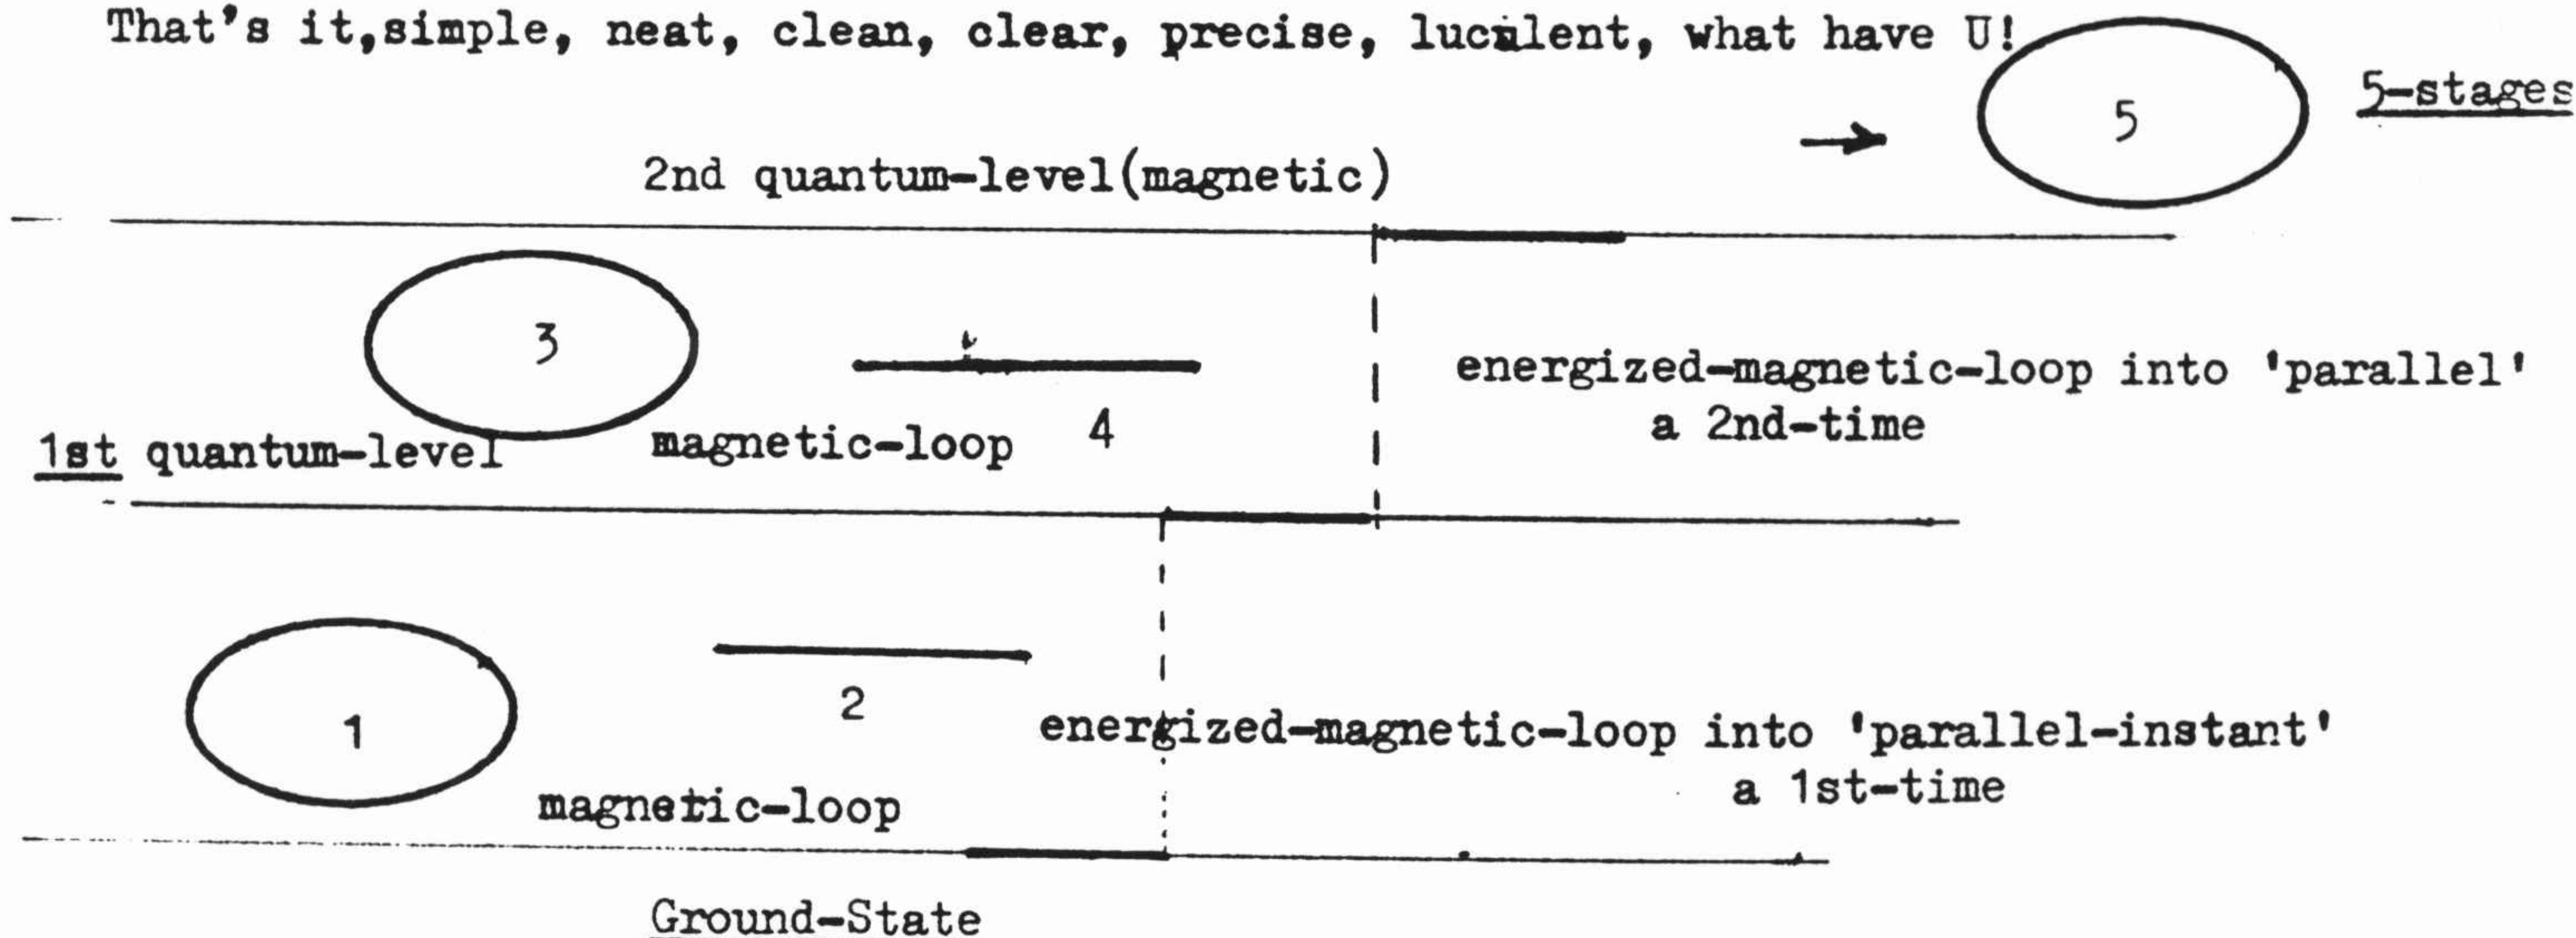 That's it,simple, neat, clean, clear, precise, luculent, what have U!
5 5-stages
2nd quantum-level(magnetic)
3
energized-magnetic-loop into 'parallel'
1st quantum-level magnetic-loop 4 a 2nd-time
1 2
energized-magnetic-loop into 'parallel-instant'
magnetic-loop a 1st-time
Ground-State